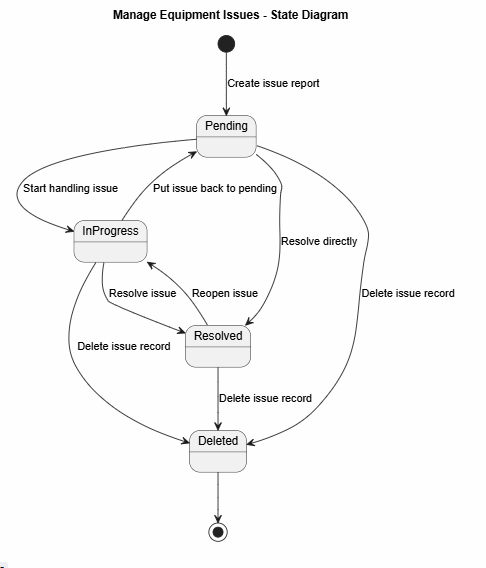 Manage Equipment Issues - State Diagram
Create issue report
Pending
Start handling issue
Put issue back to pending
InProgress
Resolve directly
Resolve issue
Reopen issue
Delete issue record
Resolved
Delete issue record
Delete issue record
Deleted